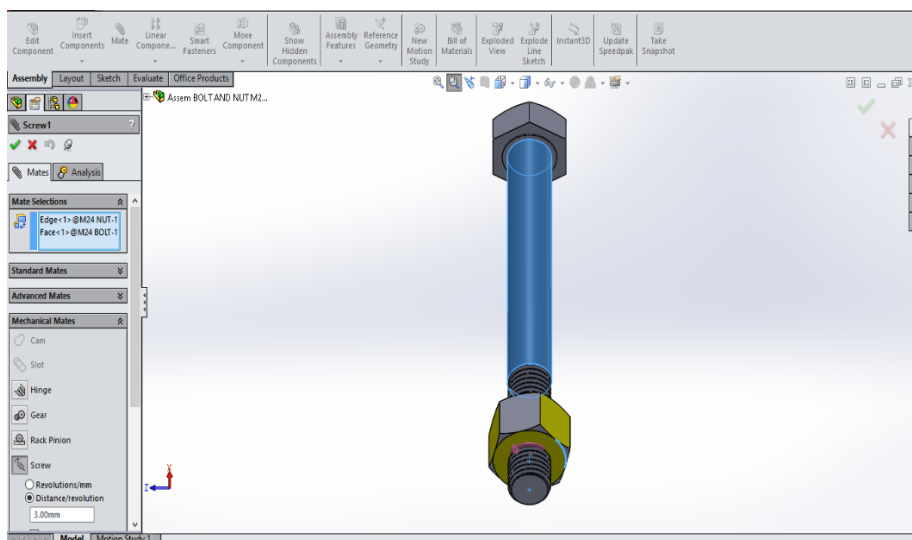 Edit Component
Insert Components
Mate
Linear Compone...
Smart Fasteners
Move Component
Show Hidden Components
Assembly Features
Reference Geometry
New Motion Study
Bill of Materials
Exploded View
Explode Line Sketch
Instant3D
Update Speedpak
Take Snapshot
Assembly Layout Sketch Evaluate Office Products
Assem BOLT AND NUT M2...
Screw1 ?
Mates Analysis
Mate Selections
Edge<1>@M24 NUT-1
Face<1>@M24 BOLT-1
Standard Mates
Advanced Mates
Mechanical Mates
Cam
Slot
Hinge
Gear
Rack Pinion
Screw
Revolutions/mm
Distance/revolution
3.00mm
Y
Z
Model Motion Study 1